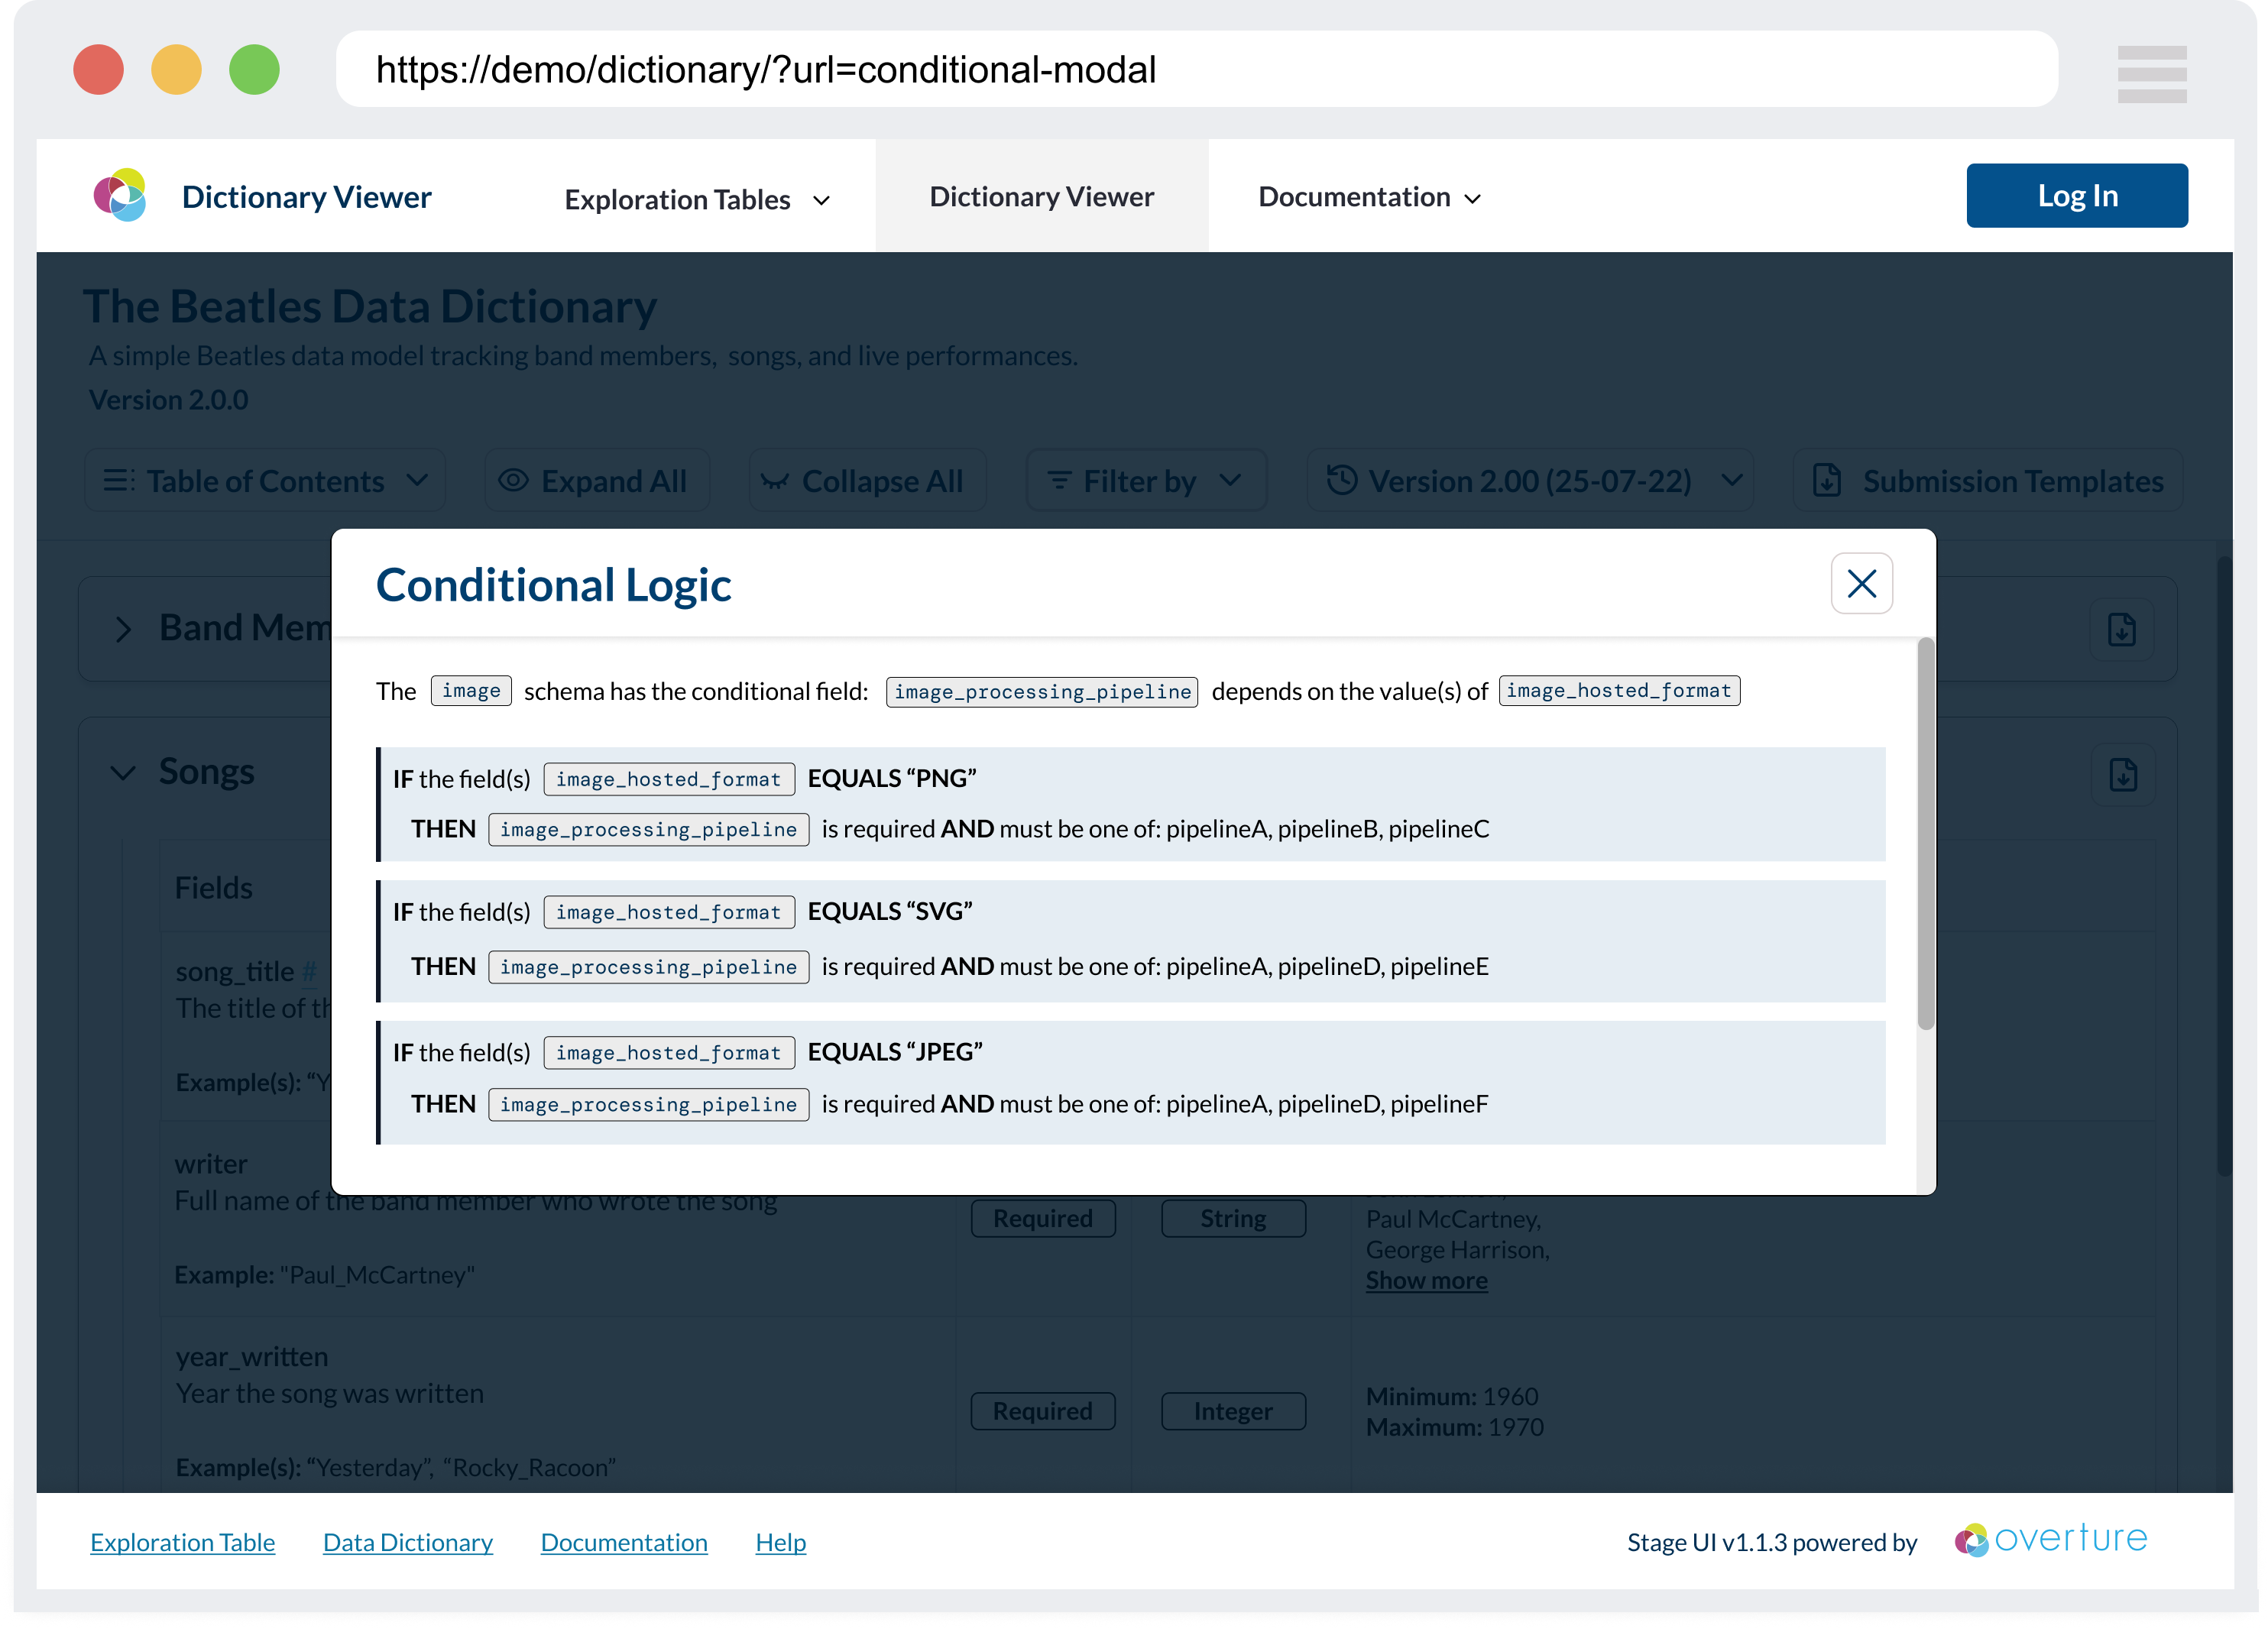 https://demo/dictionary/?url=conditional-modal
Dictionary Viewer Exploration Tables Dictionary Viewer Documentation Log In
The Beatles Data Dictionary
A simple Beatles data model tracking band members, songs, and live performances.
Version 2.0.0
Table of Contents Expand All Collapse All Filter by Version 2.00 (25-07-22) Submission Templates
Conditional Logic
Band Mem
The image schema has the conditional field: image_processing_pipeline depends on the value(s) of image_hosted_format
Songs
IF the field(s) image_hosted_format EQUALS “PNG”
THEN image_processing_pipeline is required AND must be one of: pipelineA, pipelineB, pipelineC
Fields
IF the field(s) image_hosted_format EQUALS “SVG”
THEN image_processing_pipeline is required AND must be one of: pipelineA, pipelineD, pipelineE
song_title #
The title of th
IF the field(s) image_hosted_format EQUALS “JPEG”
THEN image_processing_pipeline is required AND must be one of: pipelineA, pipelineD, pipelineF
Example(s): “Y
writer
Full name of the band member who wrote the song
Required String
Paul McCartney,
George Harrison,
Show more
Example: "Paul_McCartney"
year_written
Year the song was written
Required Integer
Minimum: 1960
Maximum: 1970
Example(s): “Yesterday”, “Rocky_Racoon”
Exploration Table Data Dictionary Documentation Help Stage UI v1.1.3 powered by overture